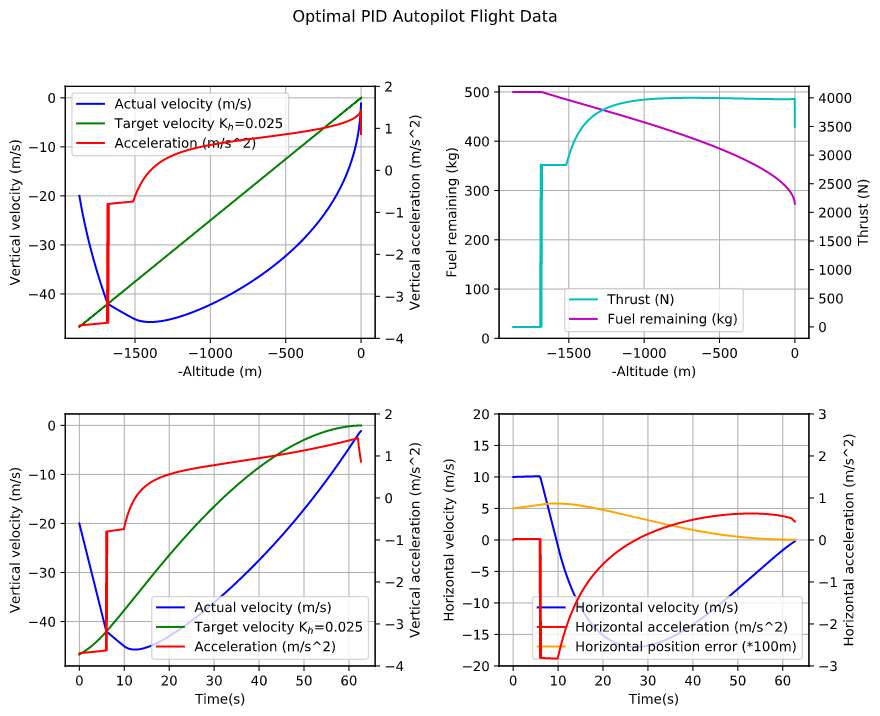 Optimal PID Autopilot Flight Data
Actual velocity (m/s)
Target velocity K_h=0.025
Acceleration (m/s^2)
Vertical velocity (m/s)
0
−10
−20
−30
−40
−1500 −1000 −500 0
-Altitude (m)
2
1
0
−1
−2
−3
−4
Vertical acceleration (m/s^2)
Fuel remaining (kg)
500
400
300
200
100
0
Thrust (N)
Fuel remaining (kg)
−1500 −1000 −500 0
-Altitude (m)
4000
3500
3000
2500
2000
1500
1000
500
0
Thrust (N)
Vertical velocity (m/s)
0
−10
−20
−30
−40
Actual velocity (m/s)
Target velocity K_h=0.025
Acceleration (m/s^2)
0 10 20 30 40 50 60
Time(s)
2
1
0
−1
−2
−3
−4
Vertical acceleration (m/s^2)
Horizontal velocity (m/s)
20
15
10
5
0
−5
−10
−15
−20
Horizontal velocity (m/s)
Horizontal acceleration (m/s^2)
Horizontal position error (*100m)
0 10 20 30 40 50 60
Time(s)
3
2
1
0
−1
−2
−3
Horizontal acceleration (m/s^2)